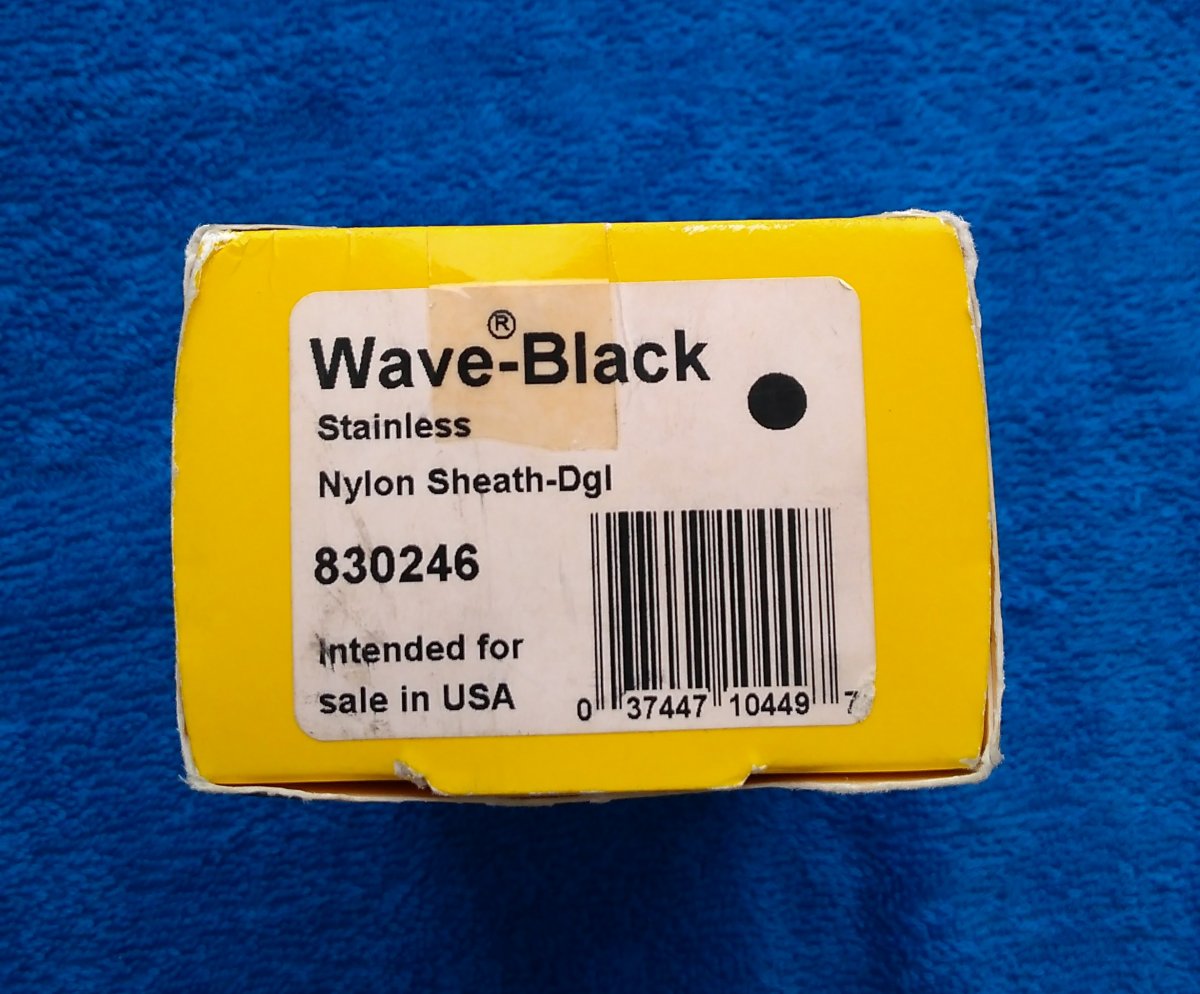 Wave®-Black
Stainless
Nylon Sheath-Dgl
830246
Intended for
sale in USA
0 37447 10449 7